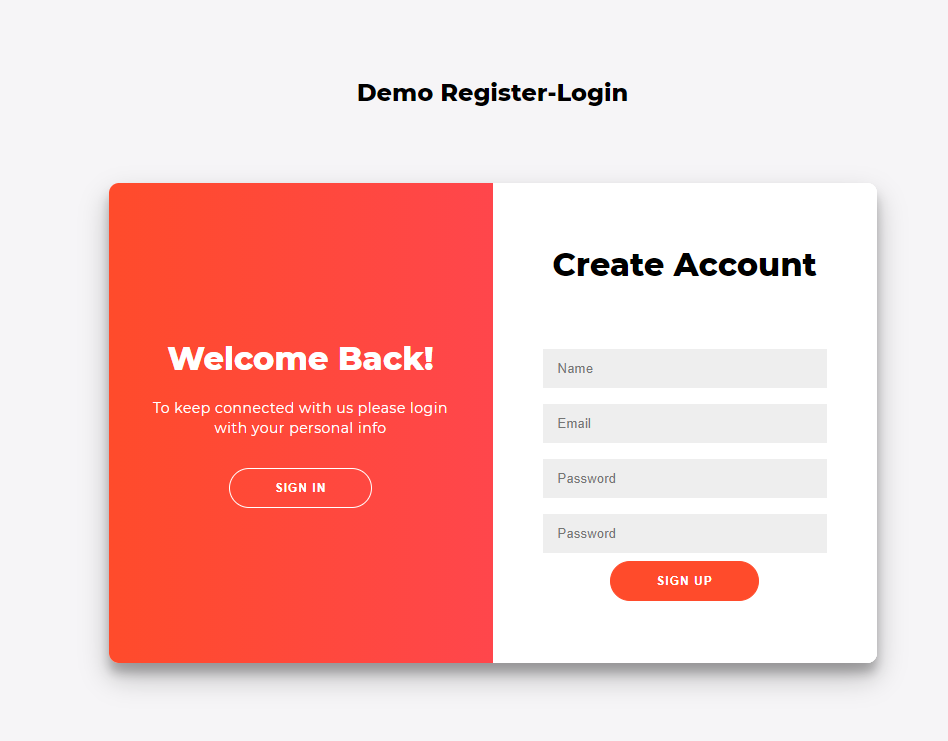 Demo Register-Login
Welcome Back!
To keep connected with us please login
with your personal info
SIGN IN
Create Account
Name
Email
Password
Password
SIGN UP